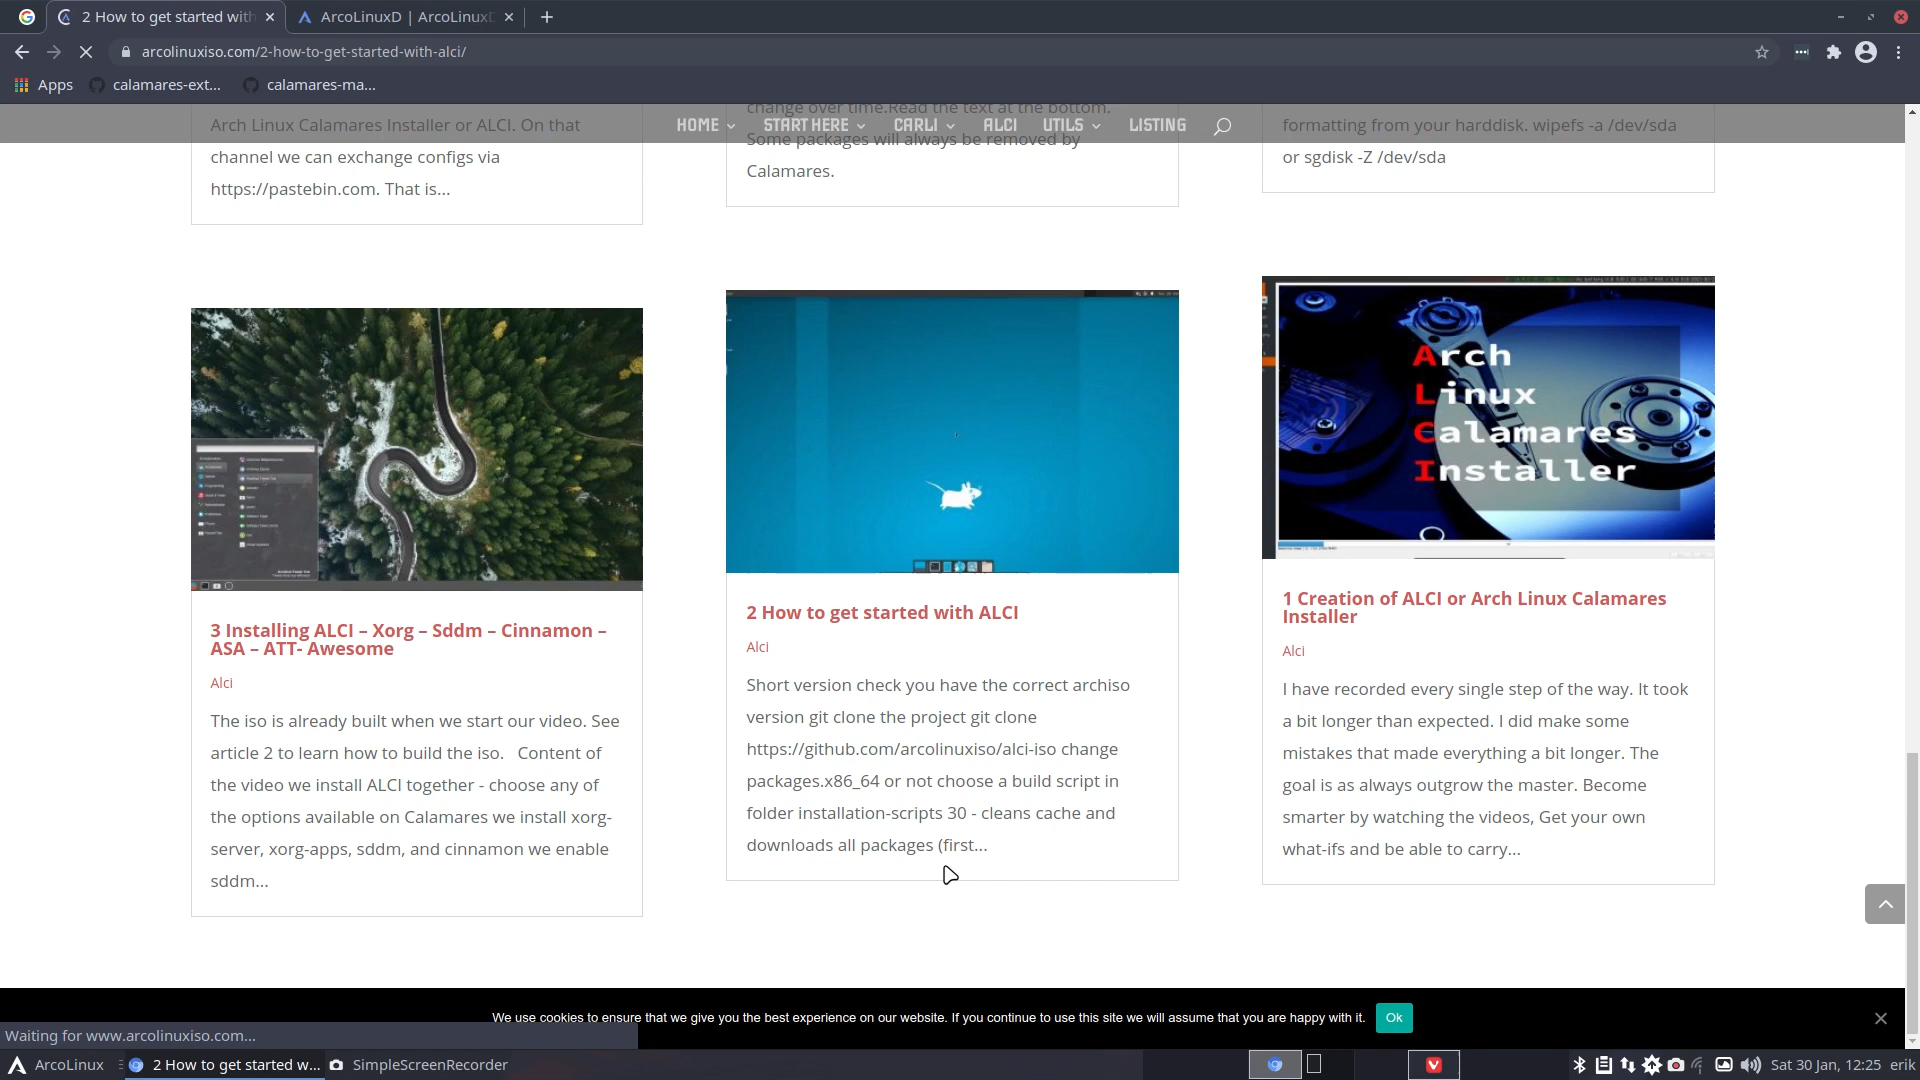 2 How to get started with
ArcoLinuxD | ArcoLinuxD
arcolinuxiso.com/2-how-to-get-started-with-alci/
Apps
calamares-ext...
calamares-ma...
HOME
START HERE
CARLI
ALCI
UTILS
LISTING
Arch Linux Calamares Installer or ALCI. On that
channel we can exchange configs via
https://pastebin.com. That is...
change over time.Read the text at the bottom.
Some packages will always be removed by
Calamares.
formatting from your harddisk. wipefs -a /dev/sda
or sgdisk -Z /dev/sda
3 Installing ALCI – Xorg – Sddm – Cinnamon –
ASA – ATT- Awesome
Alci
The iso is already built when we start our video. See
article 2 to learn how to build the iso.   Content of
the video we install ALCI together - choose any of
the options available on Calamares we install xorg-
server, xorg-apps, sddm, and cinnamon we enable
sddm...
2 How to get started with ALCI
Alci
Short version check you have the correct archiso
version git clone the project git clone
https://github.com/arcolinuxiso/alci-iso change
packages.x86_64 or not choose a build script in
folder installation-scripts 30 - cleans cache and
downloads all packages (first...
Arch
Linux
Calamares
Installer
1 Creation of ALCI or Arch Linux Calamares
Installer
Alci
I have recorded every single step of the way. It took
a bit longer than expected. I did make some
mistakes that made everything a bit longer. The
goal is as always outgrow the master. Become
smarter by watching the videos, Get your own
what-ifs and be able to carry...
We use cookies to ensure that we give you the best experience on our website. If you continue to use this site we will assume that you are happy with it.
Ok
Waiting for www.arcolinuxiso.com...
ArcoLinux
2 How to get started w...
SimpleScreenRecorder
Sat 30 Jan, 12:25
erik